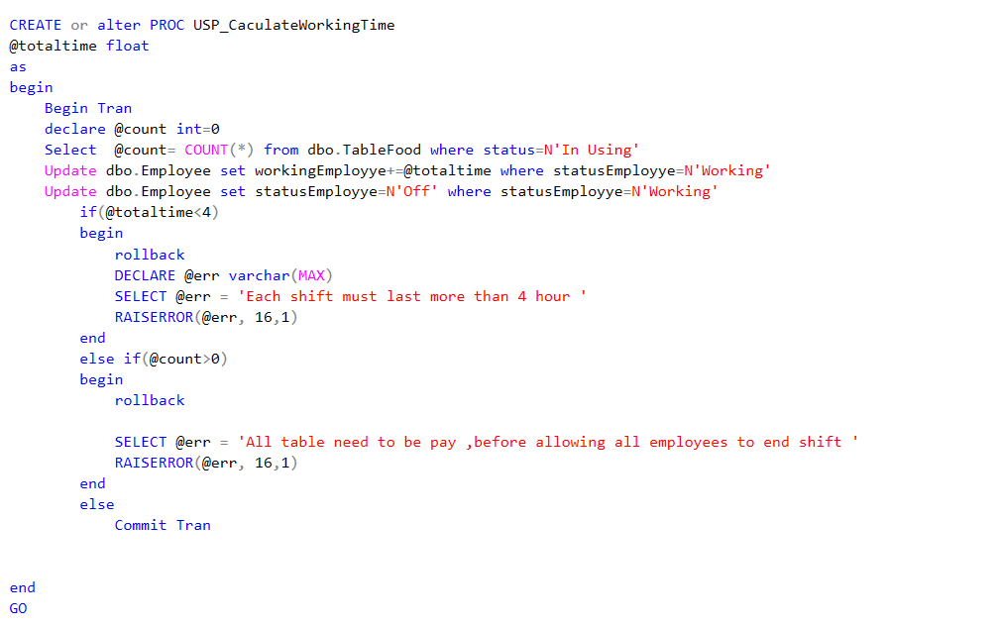 CREATE or alter PROC USP_CaculateWorkingTime
@totaltime float
as
begin
Begin Tran
declare @count int=0
Select  @count= COUNT(*) from dbo.TableFood where status=N'In Using'
Update dbo.Employee set workingEmployye+=@totaltime where statusEmployye=N'Working'
Update dbo.Employee set statusEmployye=N'Off' where statusEmployye=N'Working'
if(@totaltime<4)
begin
rollback
DECLARE @err varchar(MAX)
SELECT @err = 'Each shift must last more than 4 hour '
RAISERROR(@err, 16,1)
end
else if(@count>0)
begin
rollback
SELECT @err = 'All table need to be pay ,before allowing all employees to end shift '
RAISERROR(@err, 16,1)
end
else
Commit Tran
end
GO